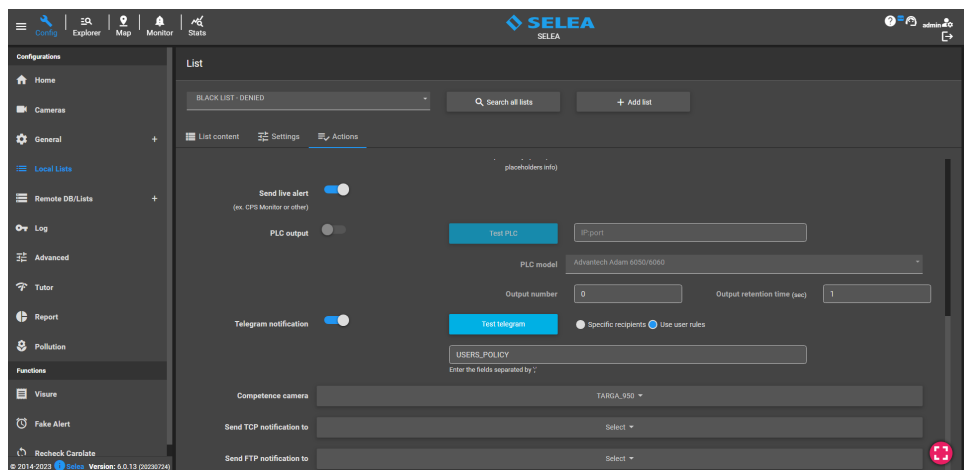 Config
Explorer
Map
Monitor
Stats
SELEA
SELEA
admin
Configurations
Home
Cameras
General +
Local Lists
Remote DB/Lists +
Log
Advanced
Tutor
Report
Pollution
Functions
Visure
Fake Alert
Recheck Carplate
© 2014-2023 Selea Version: 6.0.13 (20230724)
List
BLACK LIST - DENIED
Search all lists
+ Add list
List content
Settings
Actions
placeholders info)
Send live alert
(ex. CPS Monitor or other)
PLC output
Test PLC
IP:port
PLC model
Advantech Adam 6050/6060
Output number
0
Output retention time (sec)
1
Telegram notification
Test telegram
Specific recipients
Use user rules
USERS_POLICY
Enter the fields separated by ';'
Competence camera
TARGA_950
Send TCP notification to
Select
Send FTP notification to
Select